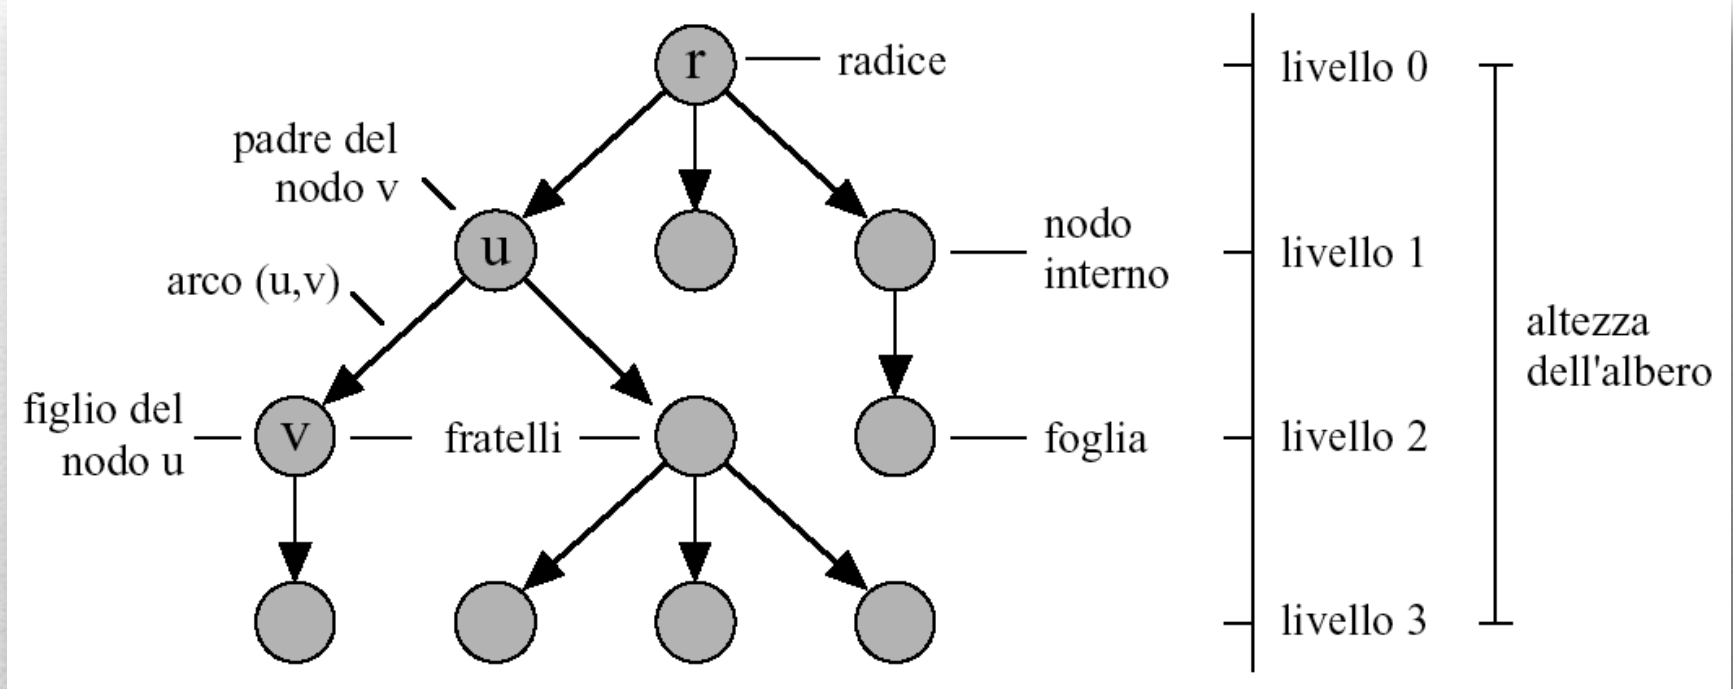 r
radice
livello 0
padre del
nodo v
u
nodo
interno
livello 1
arco (u,v)
altezza
dell'albero
figlio del
nodo u
v
fratelli
foglia
livello 2
livello 3